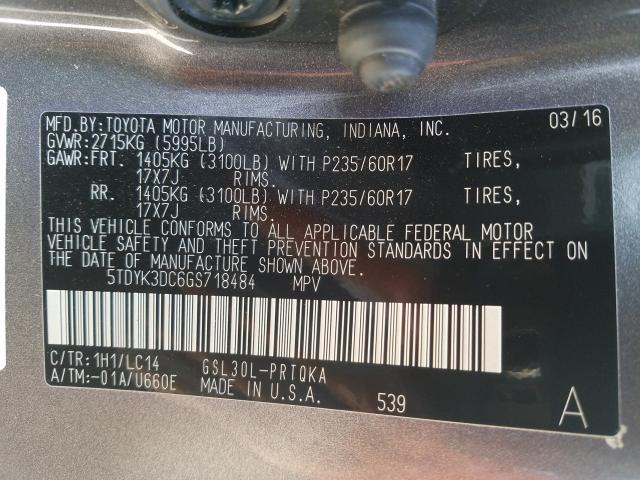 MFD.BY:TOYOTA MOTOR MANUFACTURING, INDIANA, INC. 03/16
GVWR:2715KG (5995LB)
GAWR:FRT. 1405KG (3100LB) WITH P235/60R17 TIRES,
17X7J RIMS.
RR. 1405KG (3100LB) WITH P235/60R17 TIRES,
17X7J RIMS.
THIS VEHICLE CONFORMS TO ALL APPLICABLE FEDERAL MOTOR
VEHICLE SAFETY AND THEFT PREVENTION STANDARDS IN EFFECT ON
THE DATE OF MANUFACTURE SHOWN ABOVE.
5TDYK3DC6GS718484 MPV
C/TR:1H1/LC14 GSL30L-PRTQKA
A/TM:-01A/U660E MADE IN U.S.A. 539 A